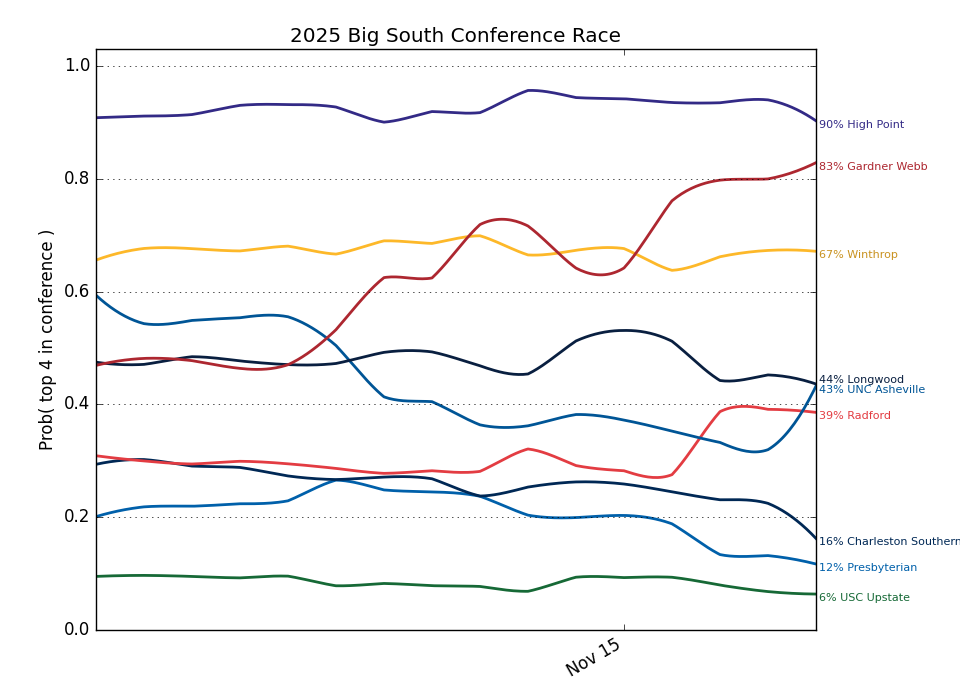 2025 Big South Conference Race
1.0
0.8
0.6
0.4
0.2
0.0
Prob( top 4 in conference )
Nov 15
90% High Point
83% Gardner Webb
67% Winthrop
44% Longwood
43% UNC Asheville
39% Radford
16% Charleston Southern
12% Presbyterian
6% USC Upstate